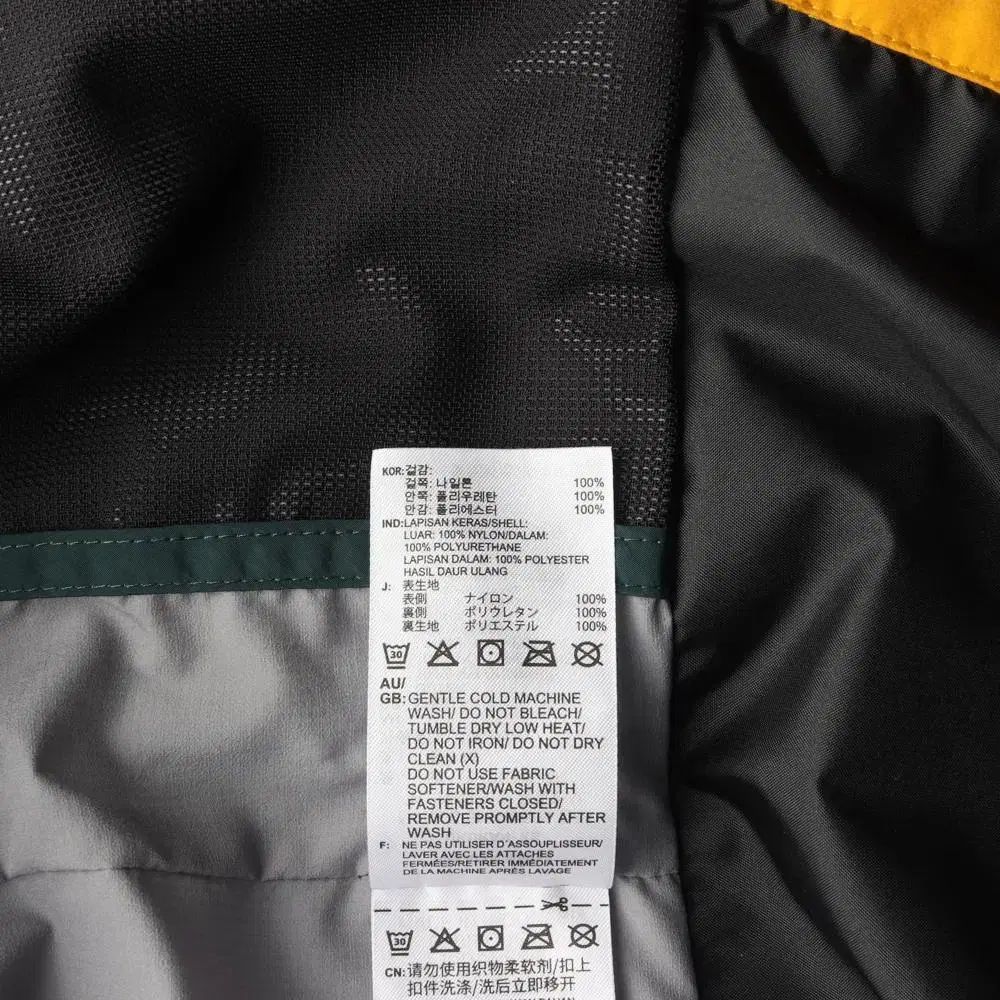 KOR: 겉감:
겉쪽: 나일론 100%
안쪽: 폴리우레탄 100%
안감: 폴리에스터 100%
IND: LAPISAN KERAS/SHELL:
LUAR: 100% NYLON/DALAM:
100% POLYURETHANE
LAPISAN DALAM: 100% POLYESTER
HASIL DAUR ULANG
J: 表生地
表側 ナイロン 100%
裏側 ポリウレタン 100%
裏生地 ポリエステル 100%
30
AU/
GB: GENTLE COLD MACHINE
WASH/ DO NOT BLEACH/
TUMBLE DRY LOW HEAT/
DO NOT IRON/ DO NOT DRY
CLEAN (X)
DO NOT USE FABRIC
SOFTENER/WASH WITH
FASTENERS CLOSED/
REMOVE PROMPTLY AFTER
WASH
F: NE PAS UTILISER D'ASSOUPLISSEUR/
LAVER AVEC LES ATTACHES
FERMÉES/RETIRER IMMÉDIATEMENT
DE LA MACHINE APRÈS LAVAGE
30
CN: 请勿使用织物柔软剂/扣上
扣件洗涤/洗后立即移开